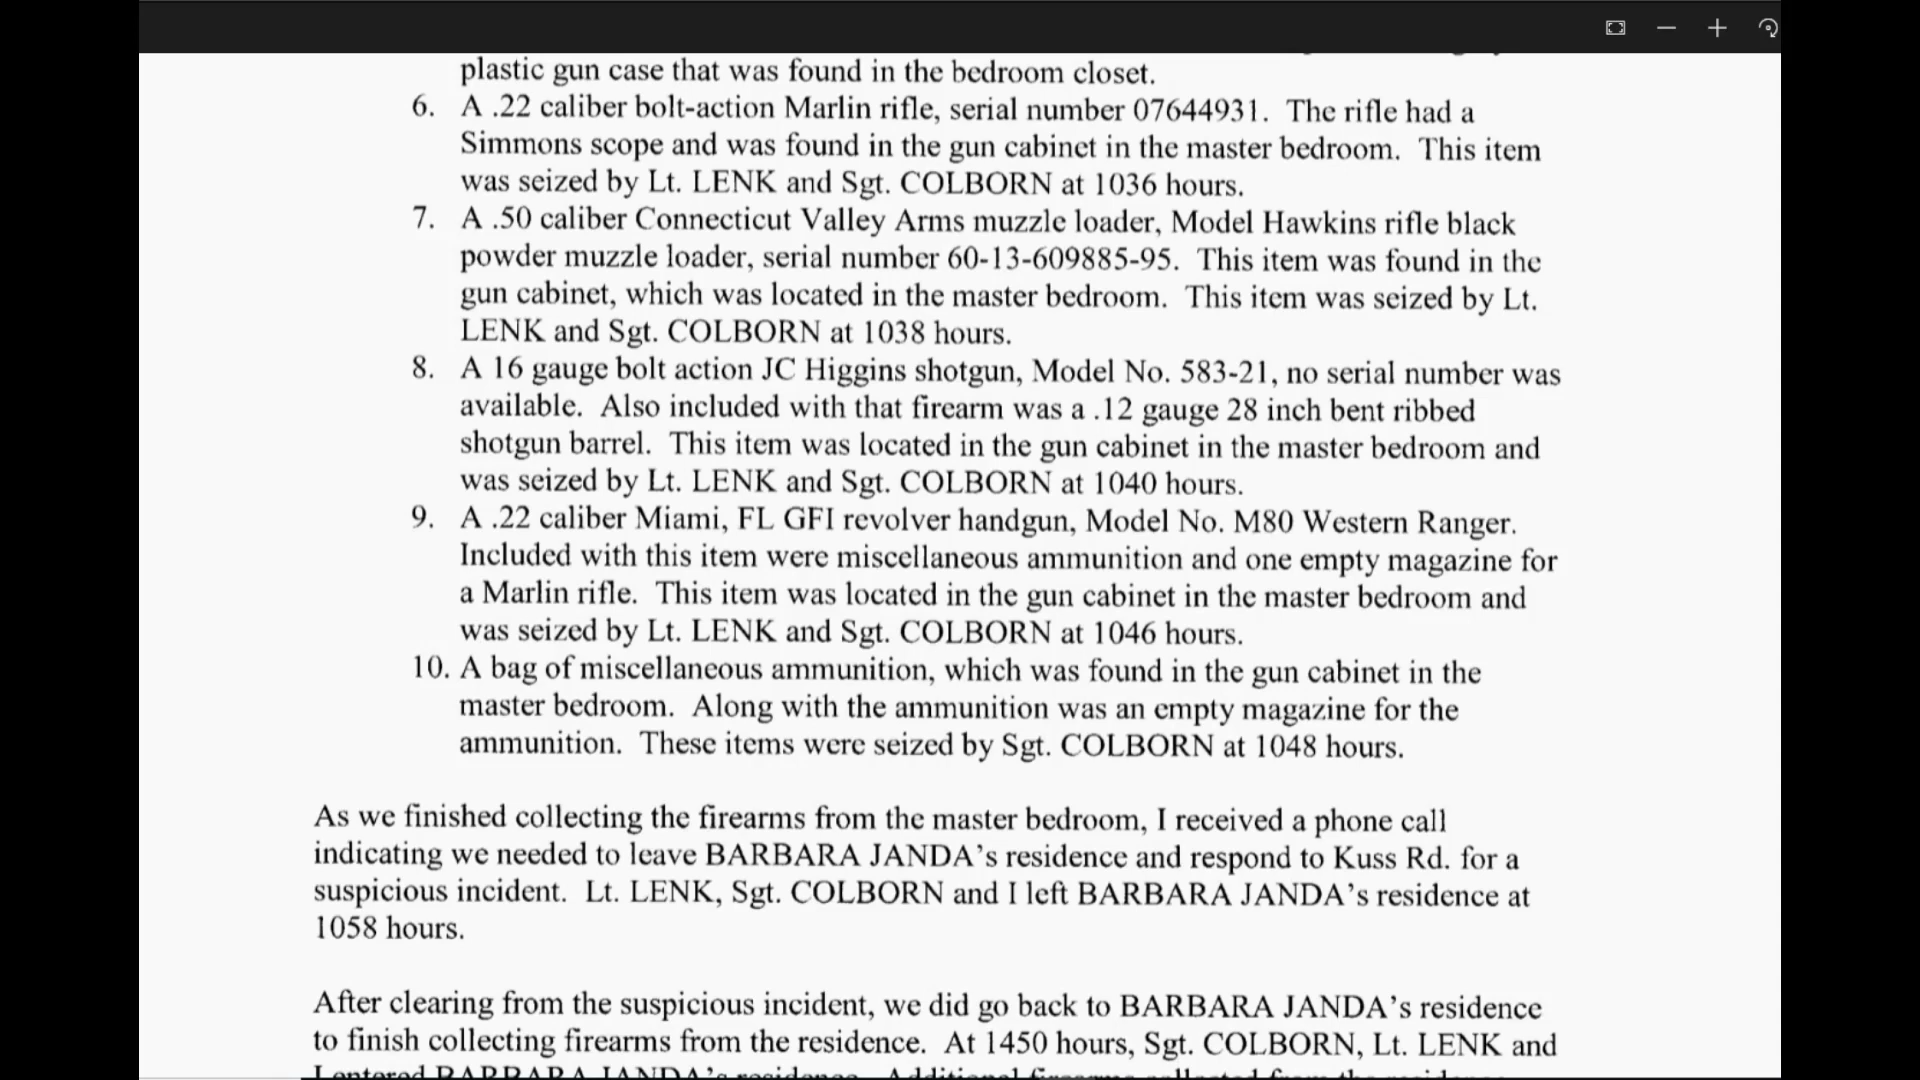 plastic gun case that was found in the bedroom closet.
6. A .22 caliber bolt-action Marlin rifle, serial number 07644931. The rifle had a
Simmons scope and was found in the gun cabinet in the master bedroom. This item
was seized by Lt. LENK and Sgt. COLBORN at 1036 hours.
7. A .50 caliber Connecticut Valley Arms muzzle loader, Model Hawkins rifle black
powder muzzle loader, serial number 60-13-609885-95. This item was found in the
gun cabinet, which was located in the master bedroom. This item was seized by Lt.
LENK and Sgt. COLBORN at 1038 hours.
8. A 16 gauge bolt action JC Higgins shotgun, Model No. 583-21, no serial number was
available. Also included with that firearm was a .12 gauge 28 inch bent ribbed
shotgun barrel. This item was located in the gun cabinet in the master bedroom and
was seized by Lt. LENK and Sgt. COLBORN at 1040 hours.
9. A .22 caliber Miami, FL GFI revolver handgun, Model No. M80 Western Ranger.
Included with this item were miscellaneous ammunition and one empty magazine for
a Marlin rifle. This item was located in the gun cabinet in the master bedroom and
was seized by Lt. LENK and Sgt. COLBORN at 1046 hours.
10. A bag of miscellaneous ammunition, which was found in the gun cabinet in the
master bedroom. Along with the ammunition was an empty magazine for the
ammunition. These items were seized by Sgt. COLBORN at 1048 hours.
As we finished collecting the firearms from the master bedroom, I received a phone call
indicating we needed to leave BARBARA JANDA's residence and respond to Kuss Rd. for a
suspicious incident. Lt. LENK, Sgt. COLBORN and I left BARBARA JANDA's residence at
1058 hours.
After clearing from the suspicious incident, we did go back to BARBARA JANDA's residence
to finish collecting firearms from the residence. At 1450 hours, Sgt. COLBORN, Lt. LENK and
I entered BARBARA JANDA's residence. Additional firearms collected from the residence